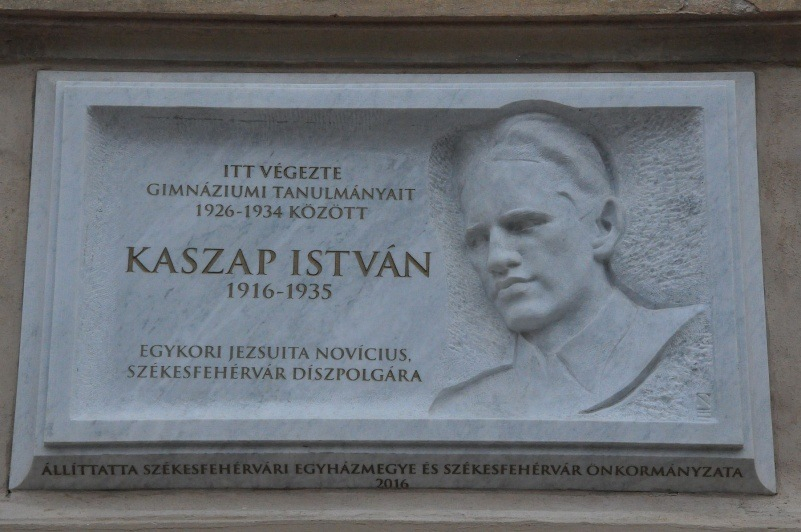 ITT VÉGEZTE
GIMNÁZIUMI TANULMÁNYAIT
1926-1934 KÖZÖTT
KASZAP ISTVÁN
1916-1935
EGYKORI JEZSUITA NOVÍCIUS,
SZÉKESFEHÉRVÁR DÍSZPOLGÁRA
ÁLLÍTTATTA SZÉKESFEHÉRVÁRI EGYHÁZMEGYE ÉS SZÉKESFEHÉRVÁR ÖNKORMÁNYZATA
2016